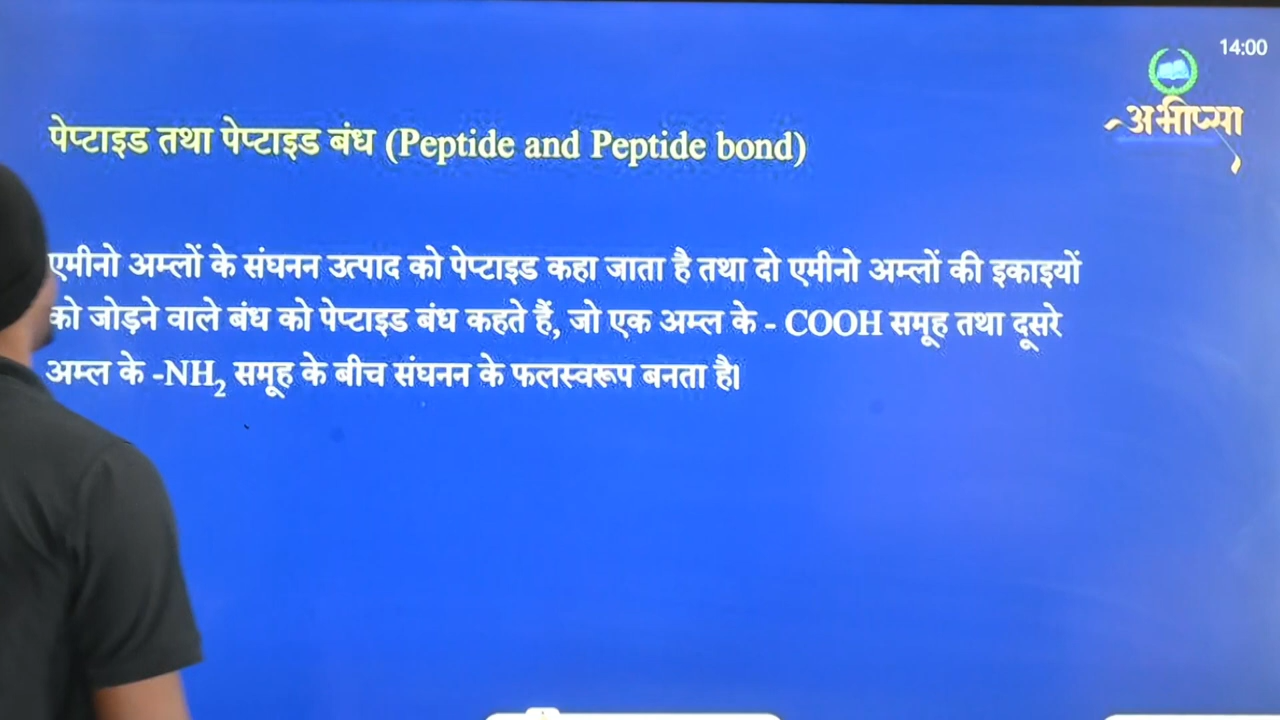 14:00
अभीप्सा
पेप्टाइड तथा पेप्टाइड बंध (Peptide and Peptide bond)
एमीनो अम्लों के संघनन उत्पाद को पेप्टाइड कहा जाता है तथा दो एमीनो अम्लों की इकाइयों
को जोड़ने वाले बंध को पेप्टाइड बंध कहते हैं, जो एक अम्ल के - COOH समूह तथा दूसरे
अम्ल के -NH₂ समूह के बीच संघनन के फलस्वरूप बनता है।